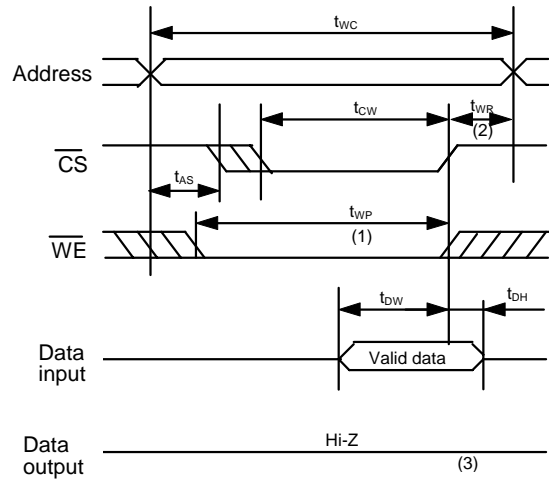 tWC
Address
tCW
tWR
(2)
CS
tAS
tWP
(1)
WE
tDW
tDH
Data
input
Valid data
Data
output
Hi-Z
(3)